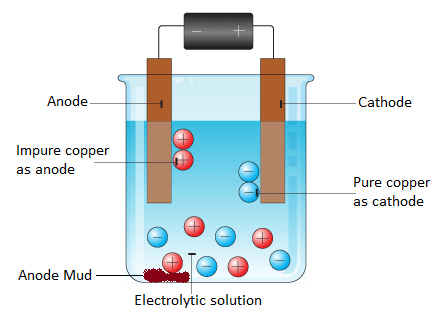 − +
Anode
Cathode
Impure copper
as anode
Pure copper
as cathode
Anode Mud
Electrolytic solution
+
+
−
−
+
−
−
+
−
+
−